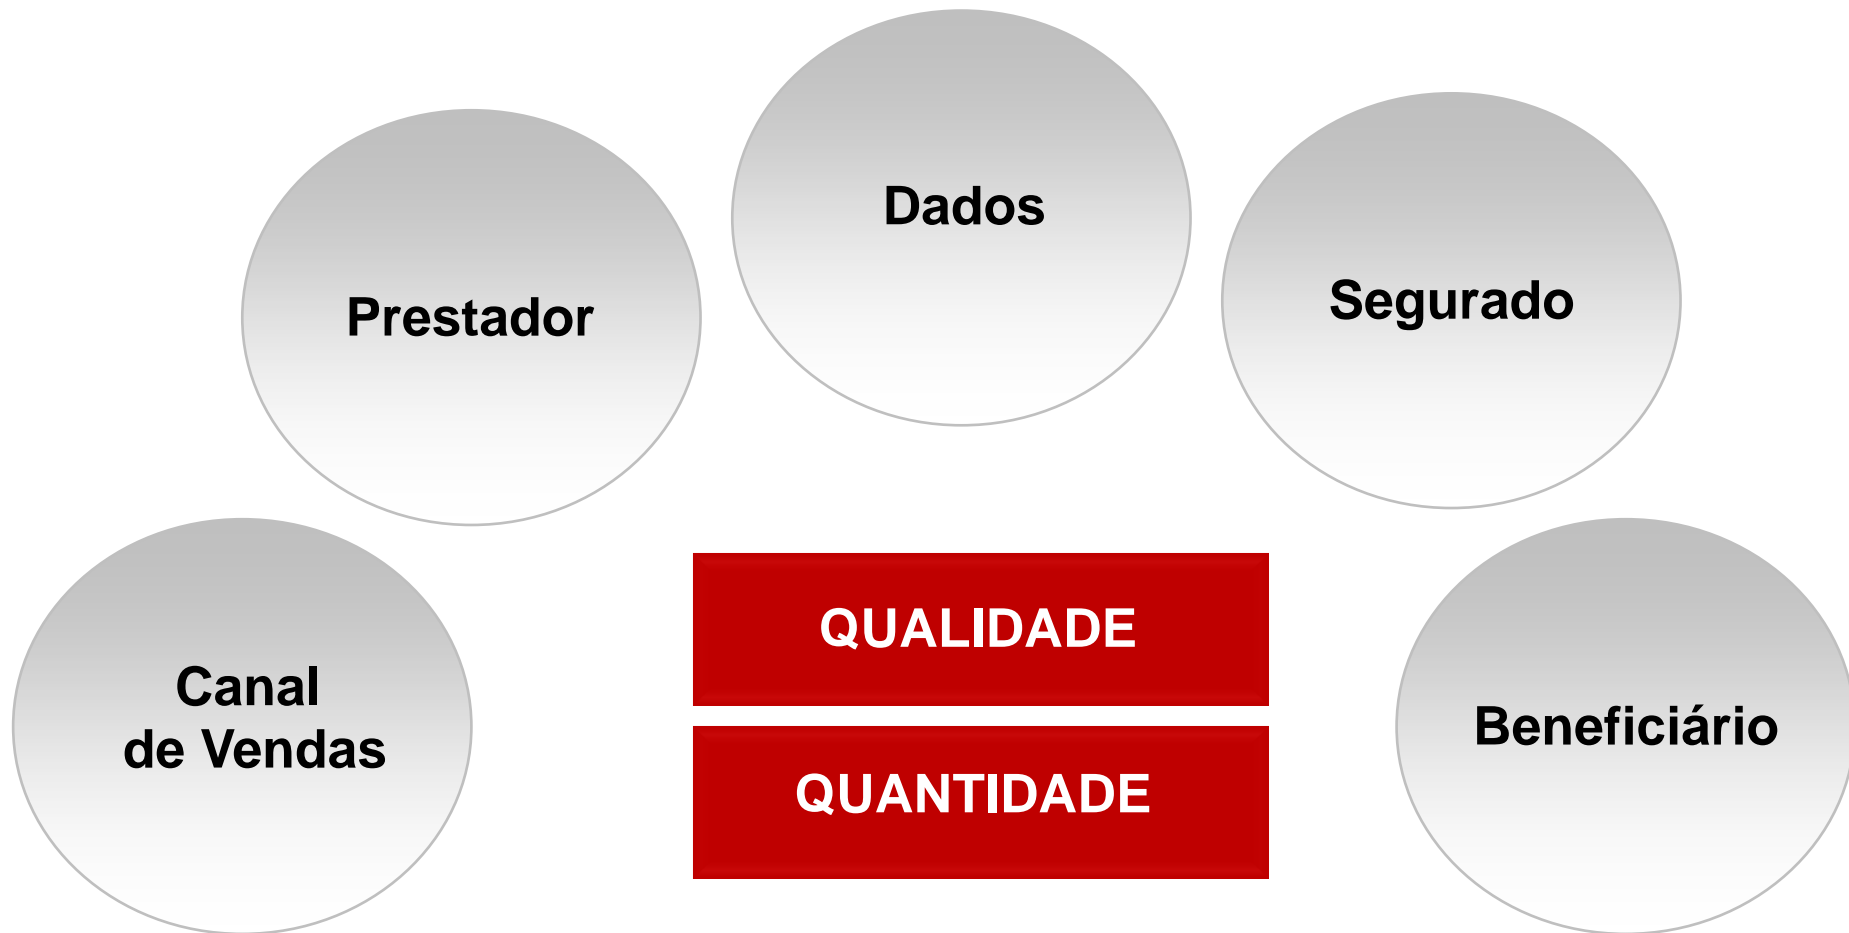 Dados
Prestador
Segurado
Canal
de Vendas
QUALIDADE
QUANTIDADE
Beneficiário